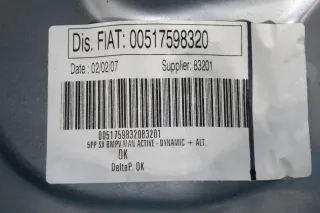 Dis. FIAT: 00517598320
Date : 02/02/07 Supplier: 83201
0051759832083201
5PP SX BMPV MAN ACTIVE - DYNAMIC + ALT.
OK
DeltaP. OK